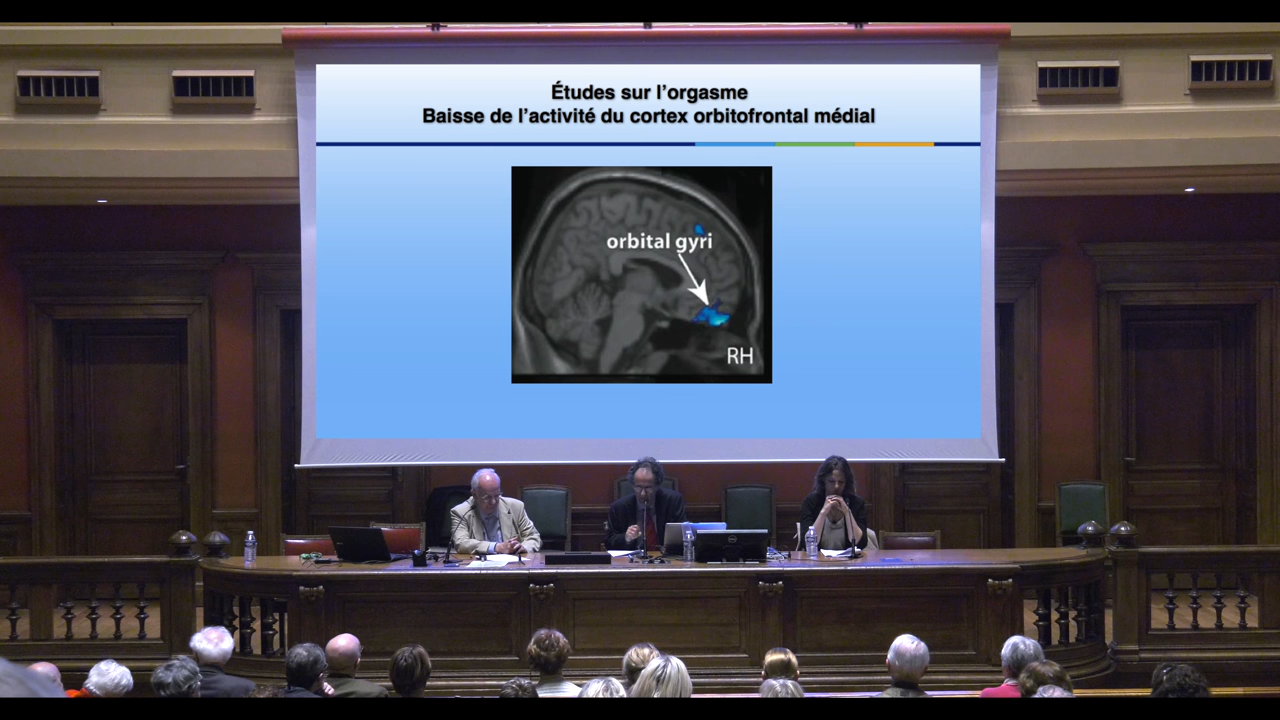 Études sur l'orgasme
Baisse de l'activité du cortex orbitofrontal médial
orbital gyri
RH